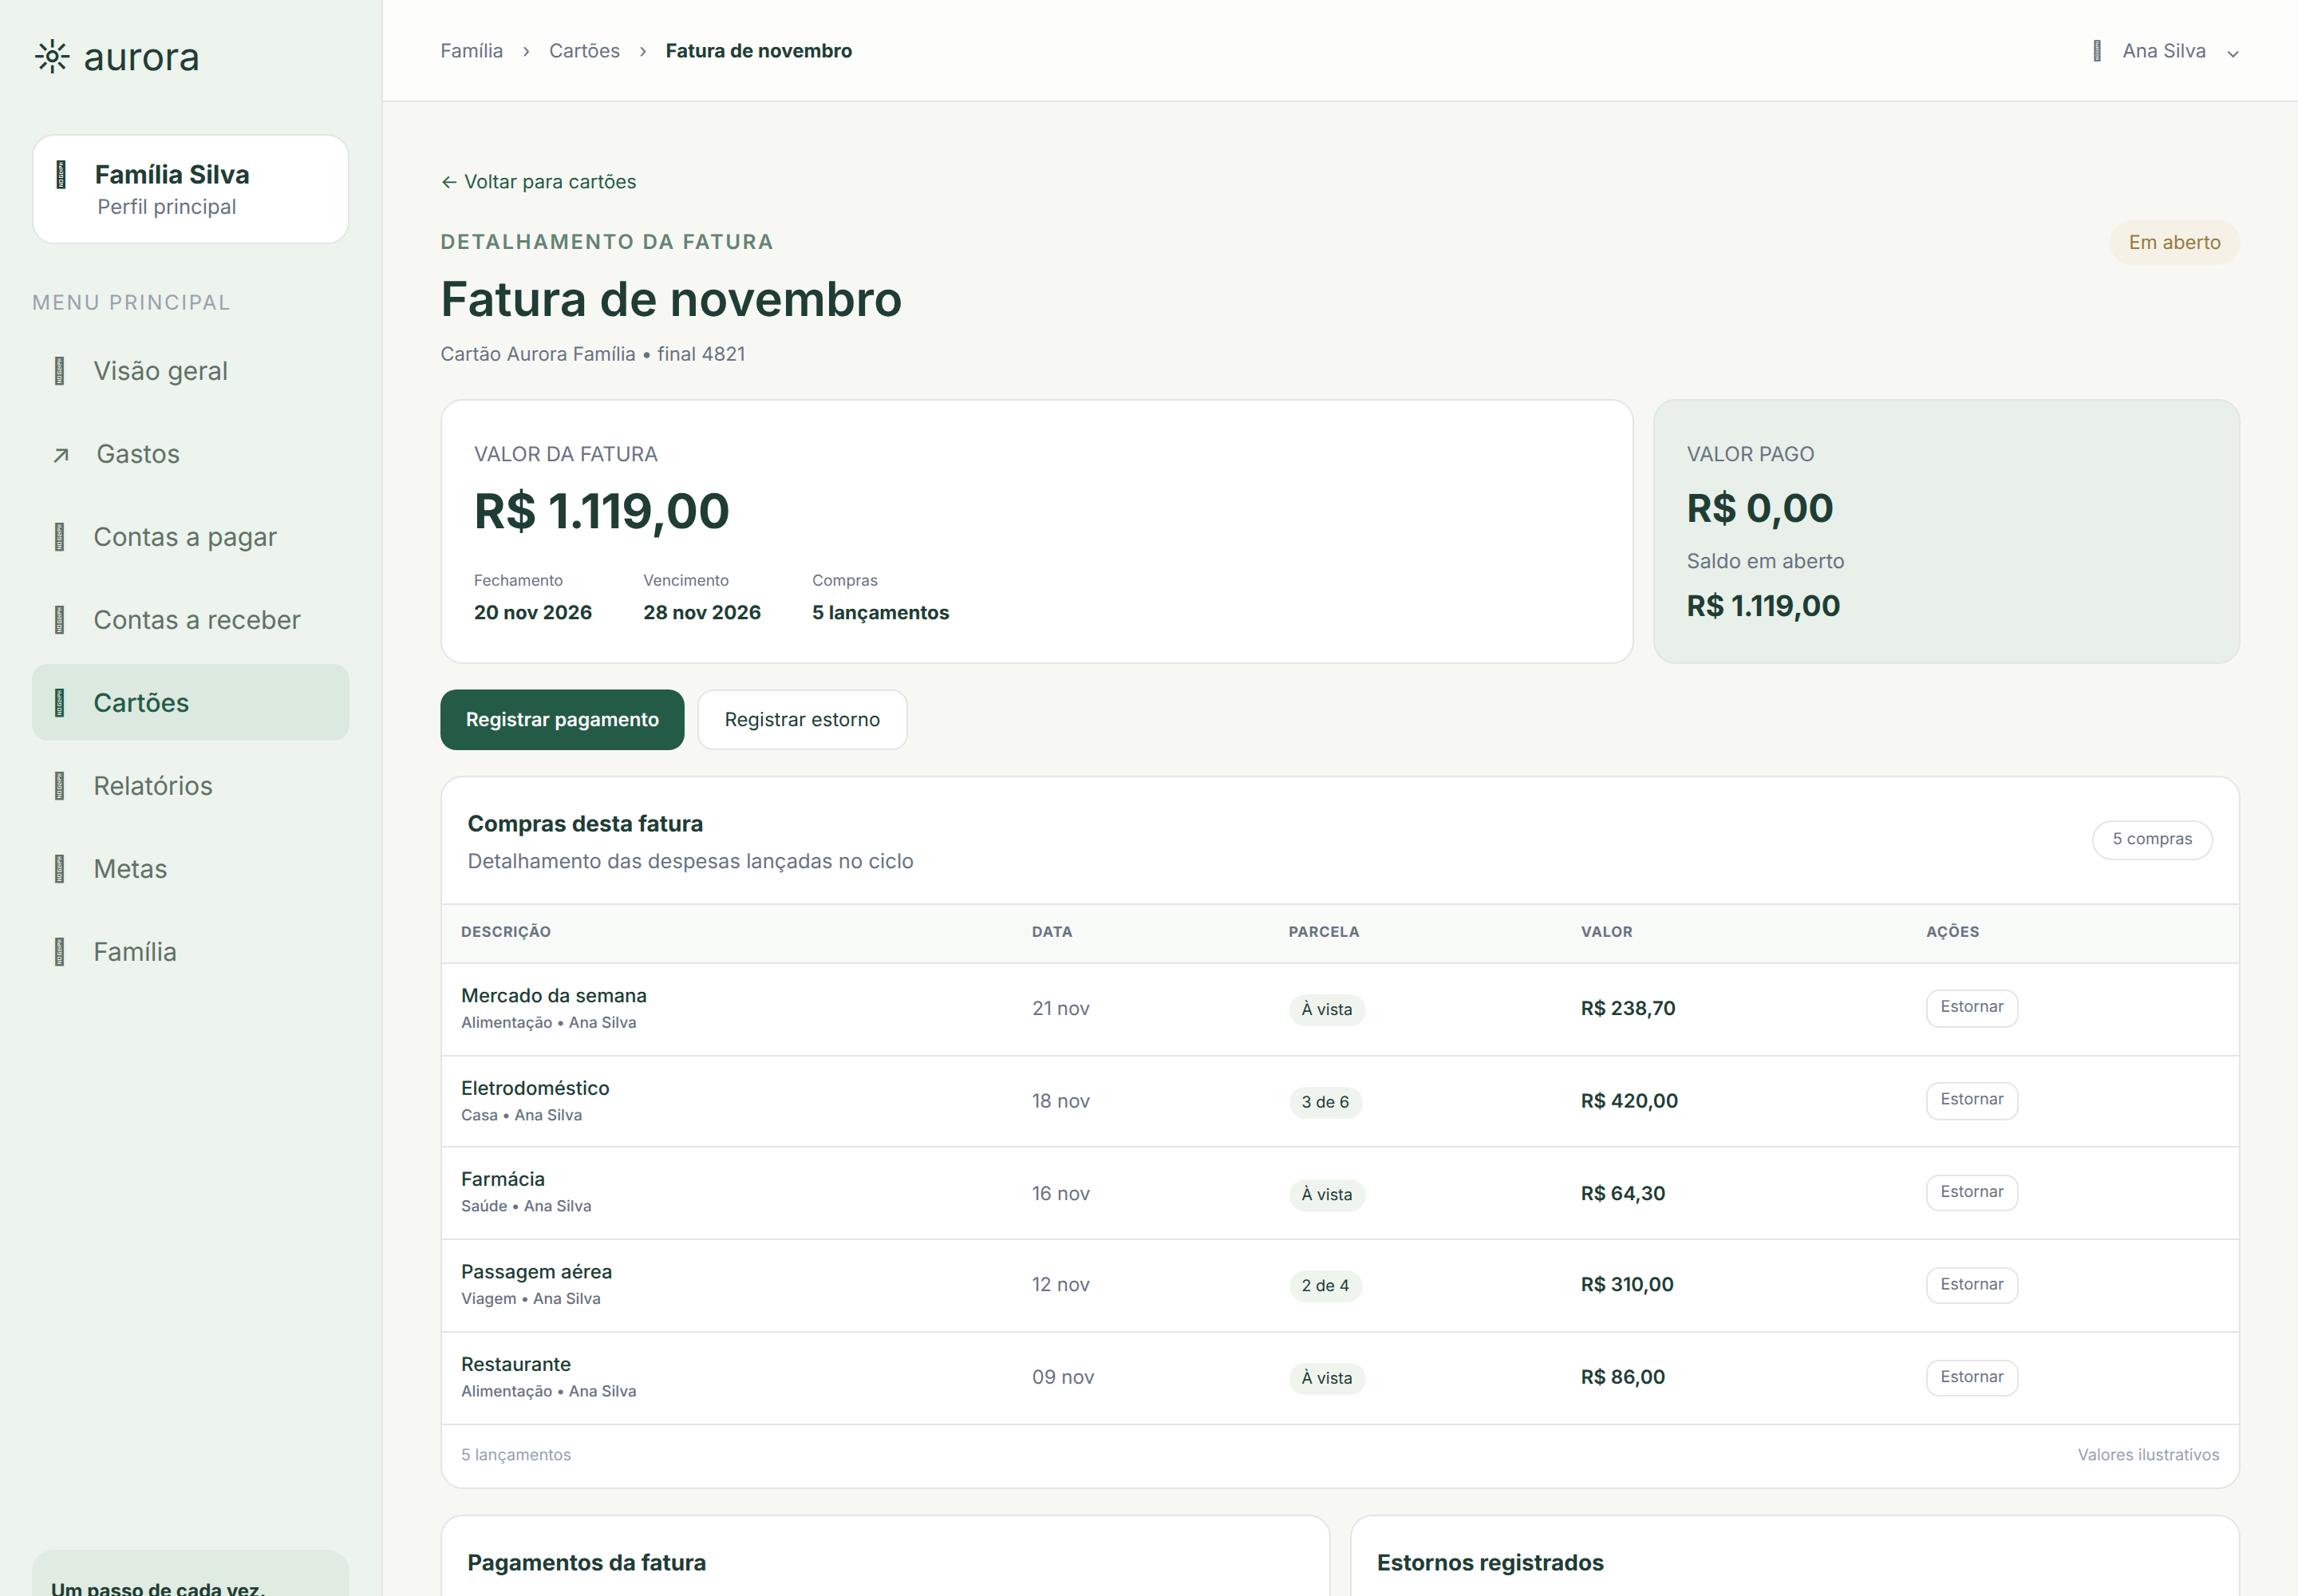 aurora
Família Silva
Perfil principal
MENU PRINCIPAL
Visão geral
Gastos
Contas a pagar
Contas a receber
Cartões
Relatórios
Metas
Família
Um passo de cada vez.
Família › Cartões › Fatura de novembro
Ana Silva
← Voltar para cartões
DETALHAMENTO DA FATURA
Em aberto
Fatura de novembro
Cartão Aurora Família • final 4821
VALOR DA FATURA
R$ 1.119,00
Fechamento Vencimento Compras
20 nov 2026 28 nov 2026 5 lançamentos
VALOR PAGO
R$ 0,00
Saldo em aberto
R$ 1.119,00
Registrar pagamento Registrar estorno
Compras desta fatura
Detalhamento das despesas lançadas no ciclo
5 compras
DESCRIÇÃO DATA PARCELA VALOR AÇÕES
Mercado da semana
Alimentação • Ana Silva
21 nov À vista R$ 238,70 Estornar
Eletrodoméstico
Casa • Ana Silva
18 nov 3 de 6 R$ 420,00 Estornar
Farmácia
Saúde • Ana Silva
16 nov À vista R$ 64,30 Estornar
Passagem aérea
Viagem • Ana Silva
12 nov 2 de 4 R$ 310,00 Estornar
Restaurante
Alimentação • Ana Silva
09 nov À vista R$ 86,00 Estornar
5 lançamentos Valores ilustrativos
Pagamentos da fatura
Estornos registrados